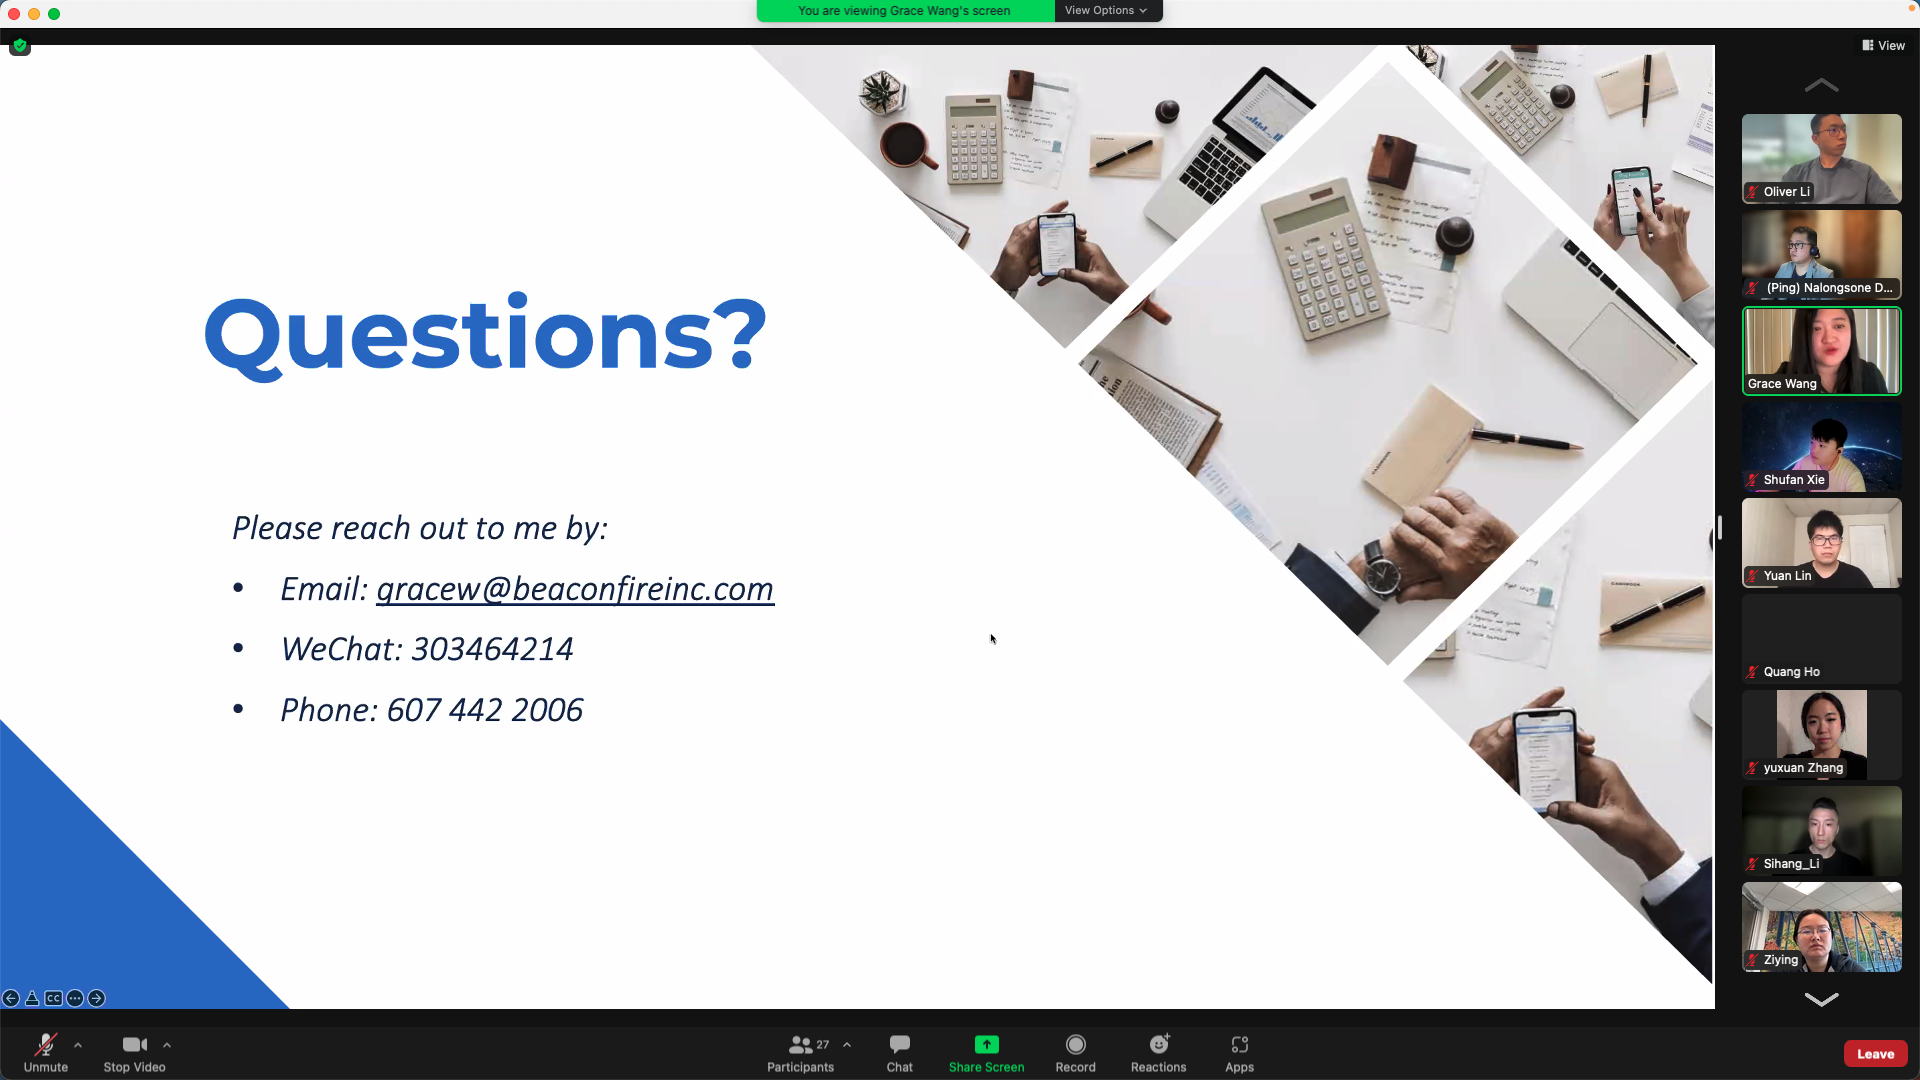 You are viewing Grace Wang's screen
View Options
View
Questions?
Please reach out to me by:
• Email: gracew@beaconfireinc.com
• WeChat: 303464214
• Phone: 607 442 2006
Oliver Li
(Ping) Nalongsone D...
Grace Wang
Shufan Xie
Yuan Lin
Quang Ho
yuxuan Zhang
Sihang_Li
Ziying
CC
Unmute
Stop Video
27
Participants
Chat
Share Screen
Record
Reactions
Apps
Leave